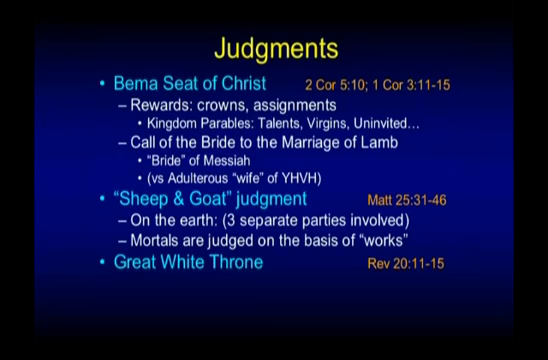 Judgments
• Bema Seat of Christ 2 Cor 5:10; 1 Cor 3:11-15
– Rewards: crowns, assignments
• Kingdom Parables: Talents, Virgins, Uninvited…
– Call of the Bride to the Marriage of Lamb
• “Bride” of Messiah
• (vs Adulterous “wife” of YHVH)
• “Sheep & Goat” judgment Matt 25:31-46
– On the earth: (3 separate parties involved)
– Mortals are judged on the basis of “works”
• Great White Throne Rev 20:11-15